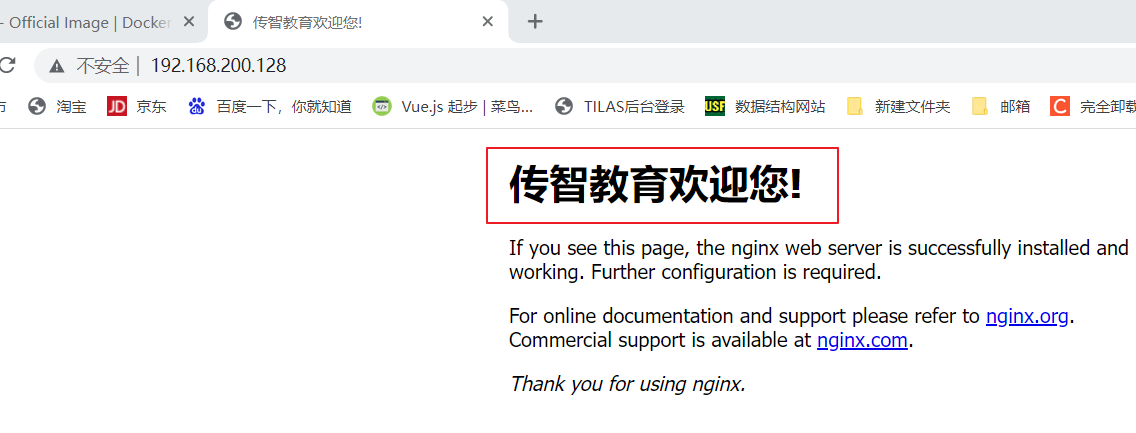 - Official Image | Docker
传智教育欢迎您!
不安全 | 192.168.200.128
淘宝 JD 京东 百度一下，你就知道 Vue.js 起步 | 菜鸟... TILAS后台登录 USF 数据结构网站 新建文件夹 邮箱 C 完全卸载
传智教育欢迎您!
If you see this page, the nginx web server is successfully installed and
working. Further configuration is required.
For online documentation and support please refer to nginx.org.
Commercial support is available at nginx.com.
Thank you for using nginx.